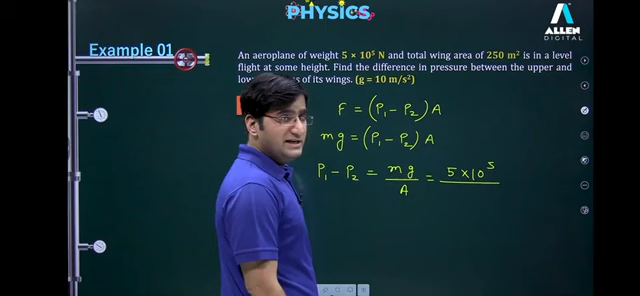 PHYSICS
ALLEN
DIGITAL
Example 01
An aeroplane of weight 5 × 10⁵ N and total wing area of 250 m² is in a level
flight at some height. Find the difference in pressure between the upper and
of its wings. (g = 10 m/s²)
F = (P₁ − P₂) A
mg = (P₁ − P₂) A
P₁ − P₂ = mg / A = 5 × 10⁵